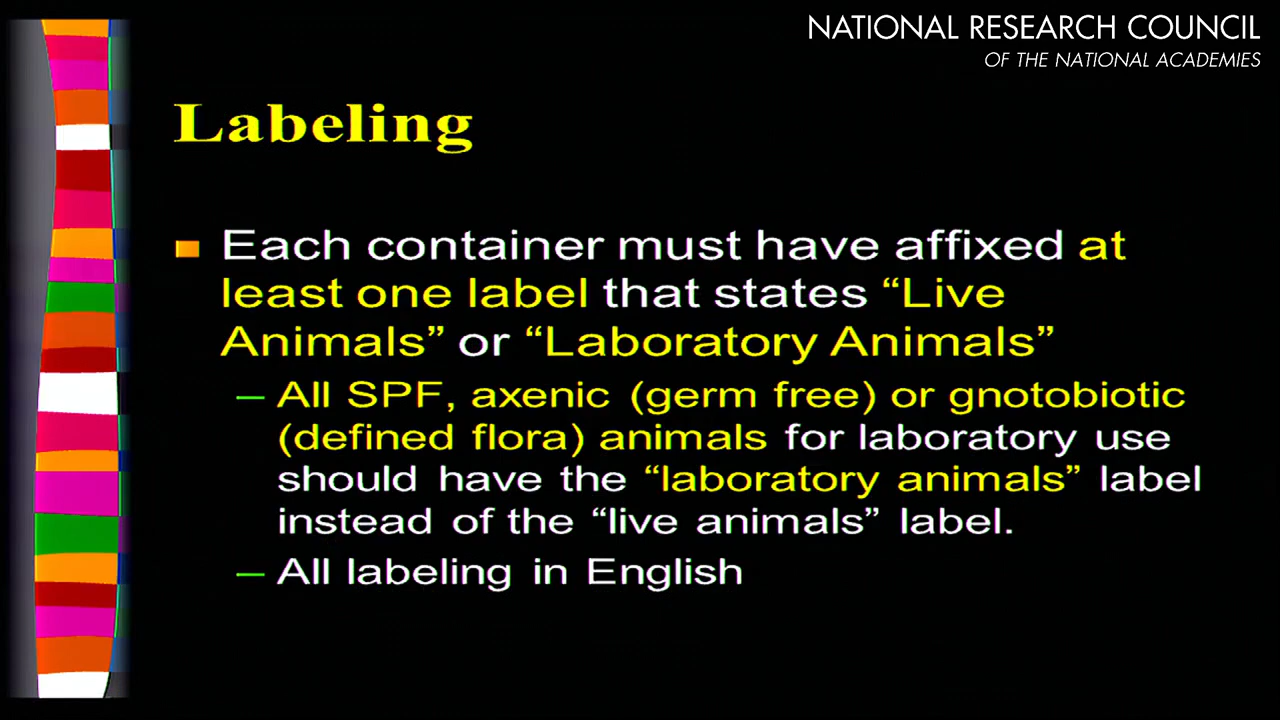 NATIONAL RESEARCH COUNCIL
OF THE NATIONAL ACADEMIES
Labeling
Each container must have affixed at
least one label that states “Live
Animals” or “Laboratory Animals”
– All SPF, axenic (germ free) or gnotobiotic
(defined flora) animals for laboratory use
should have the “laboratory animals” label
instead of the “live animals” label.
– All labeling in English